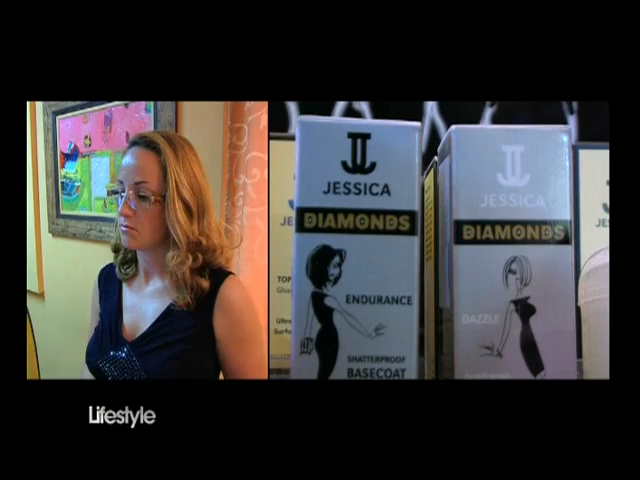 JESSICA
DIAMONDS
ENDURANCE
SHATTERPROOF
BASECOAT
JESSICA
DIAMONDS
DAZZLE
TOP
Lifestyle